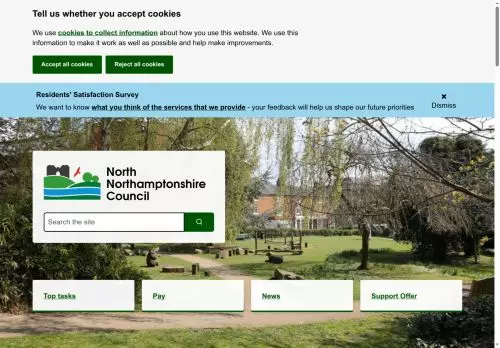 Tell us whether you accept cookies
We use cookies to collect information about how you use this website. We use this
information to make it work as well as possible and help make improvements.
Accept all cookies
Reject all cookies
Residents' Satisfaction Survey
We want to know what you think of the services that we provide - your feedback will help us shape our future priorities
Dismiss
North
Northamptonshire
Council
Search the site
Top tasks
Pay
News
Support Offer